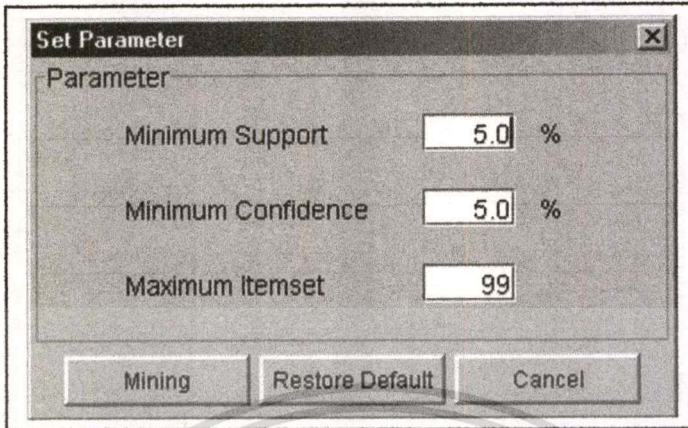 Set Parameter
Parameter
Minimum Support 5.0 %
Minimum Confidence 5.0 %
Maximum Itemset 99
Mining Restore Default Cancel